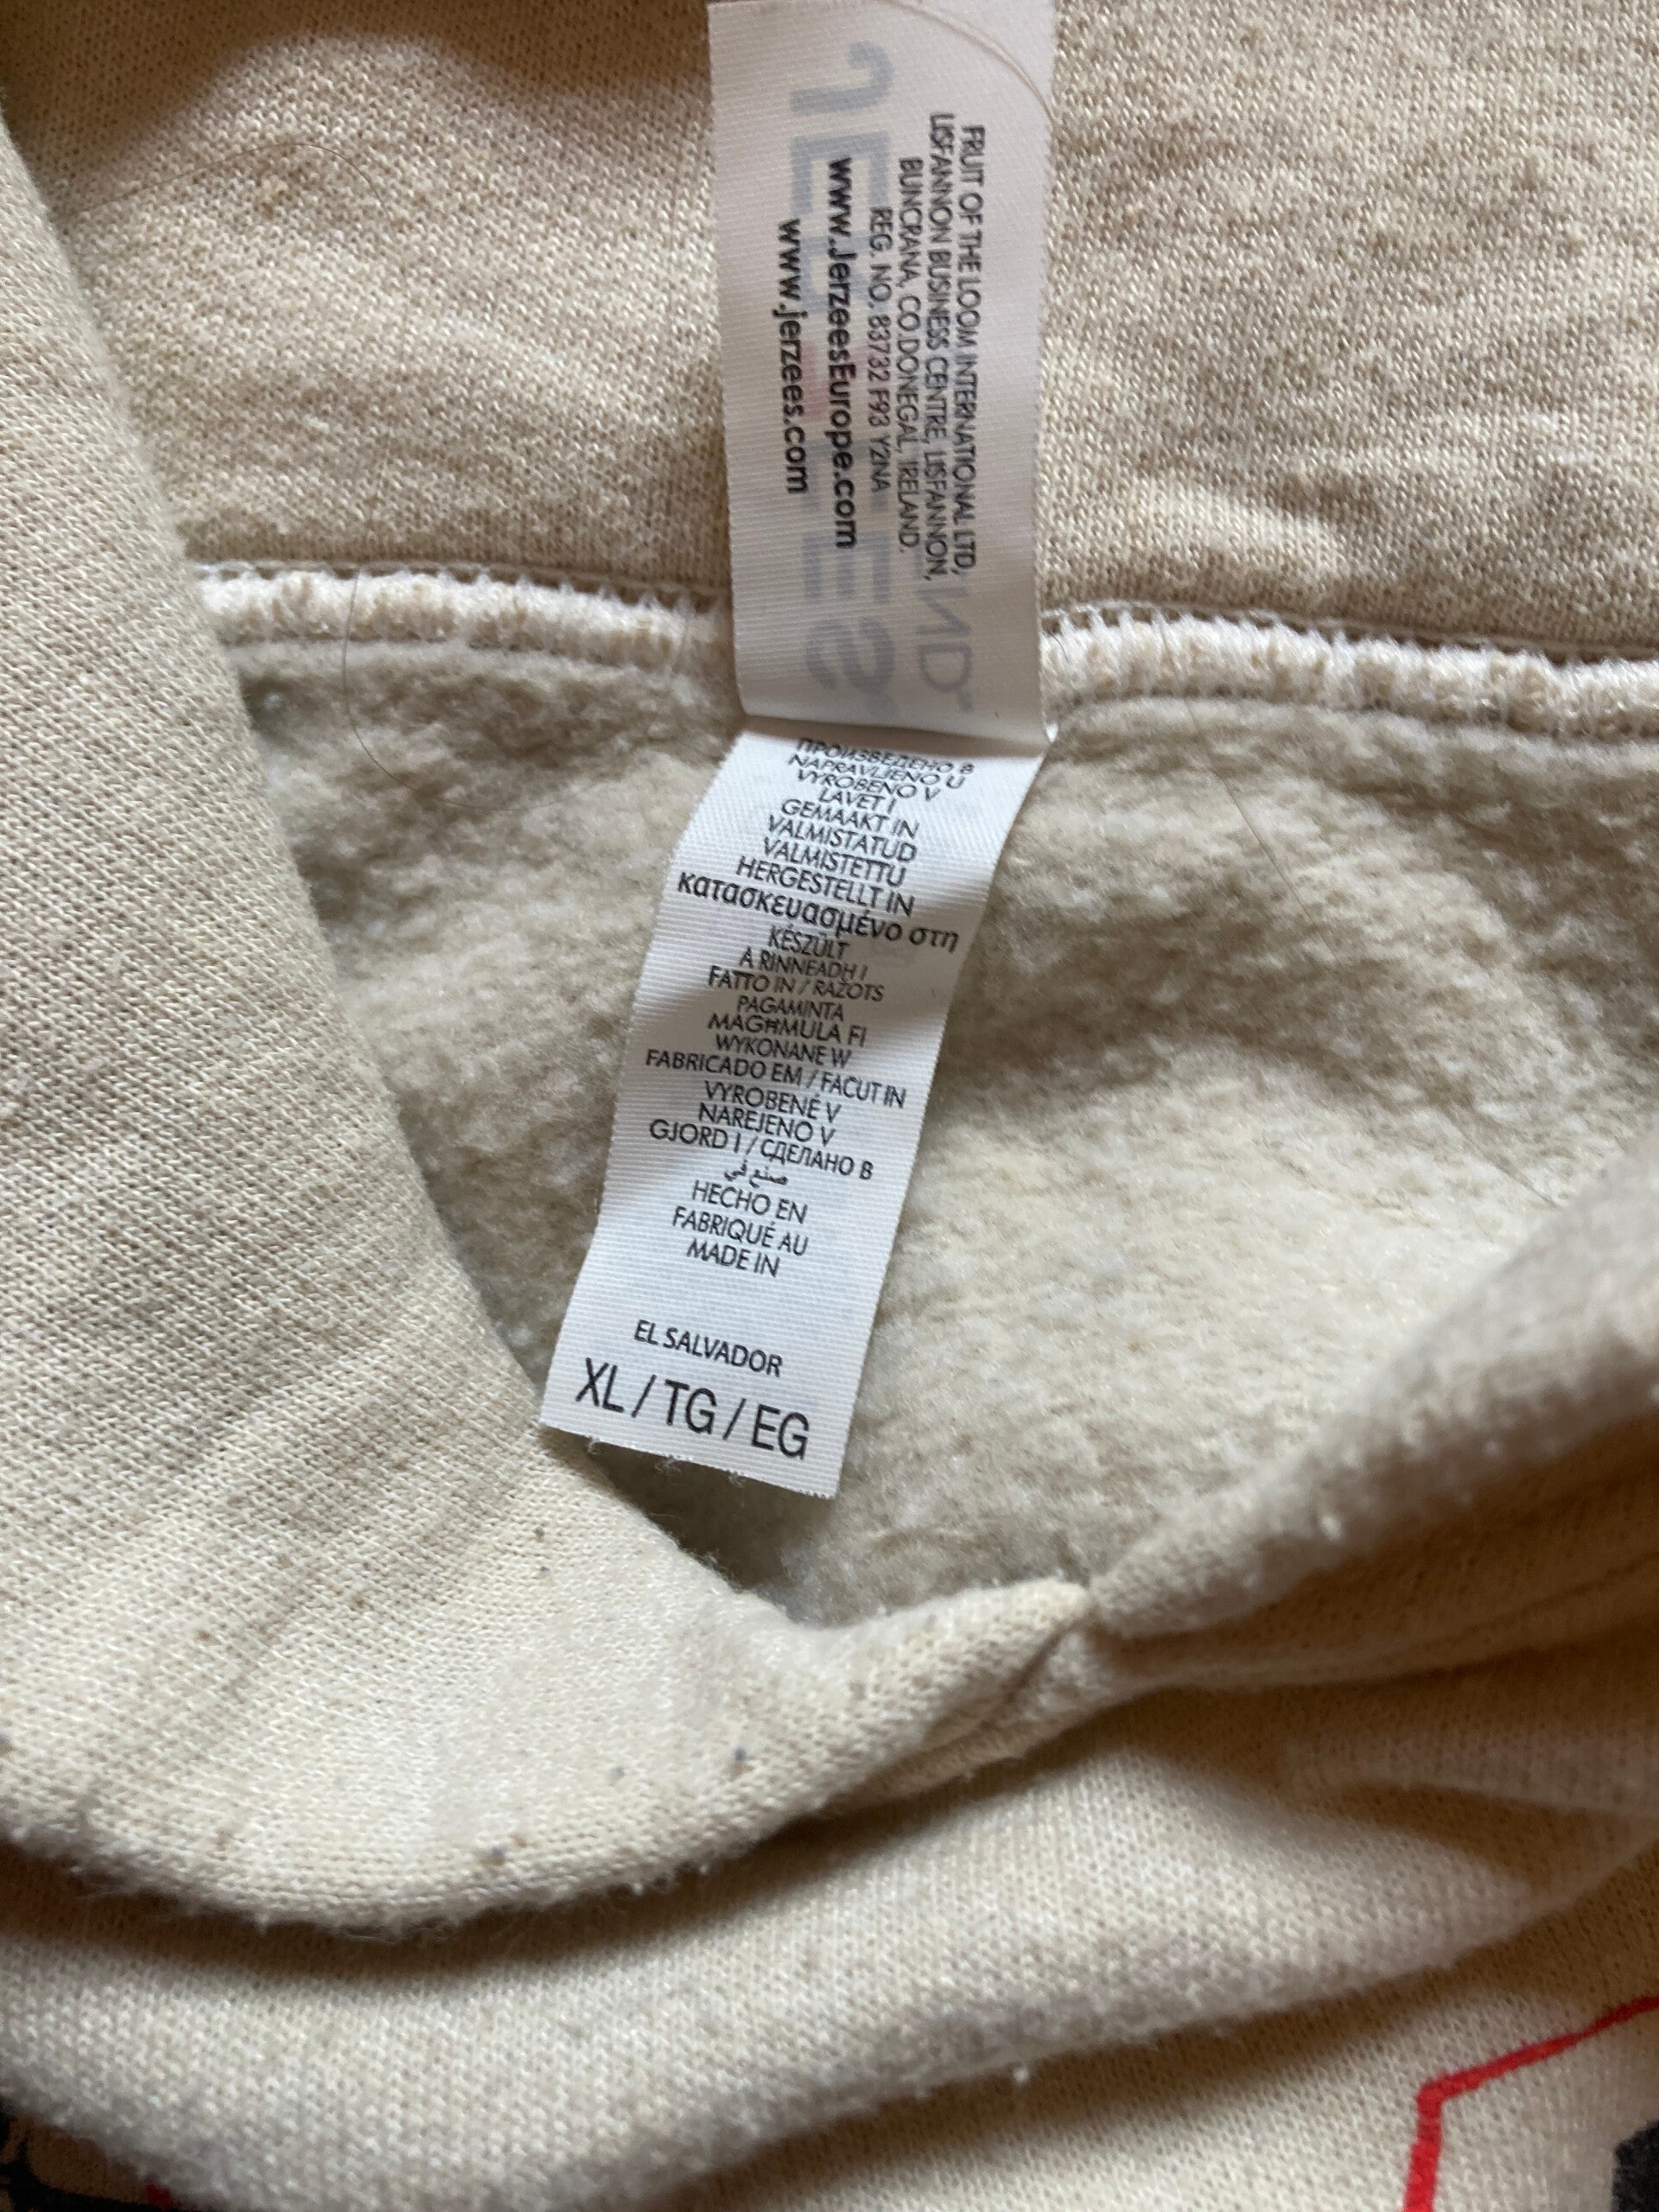 FRUIT OF THE LOOM INTERNATIONAL LTD,
LISFANNON BUSINESS CENTRE, LISFANNON,
BUNCRANA, CO.DONEGAL, IRELAND.
REG. NO. 83732 F93 Y2NA
www.JerzeesEurope.com
www.jerzees.com
ПРОИЗВЕДЕНО В
NAPRAVLJENO U
VYROBENO V
LAVET I
GEMAAKT IN
VALMISTATUD
VALMISTETTU
HERGESTELLT IN
κατασκευασμένο στη
KÉSZÜLT
A RINNEADH I
FATTO IN / RAŽOTS
PAGAMINTA
MAGĦMULA FI
WYKONANE W
FABRICADO EM / FACUT IN
VYROBENÉ V
NAREJENO V
GJORD I / СДЕЛАНО В
صنع في
HECHO EN
FABRIQUÉ AU
MADE IN
EL SALVADOR
XL / TG / EG